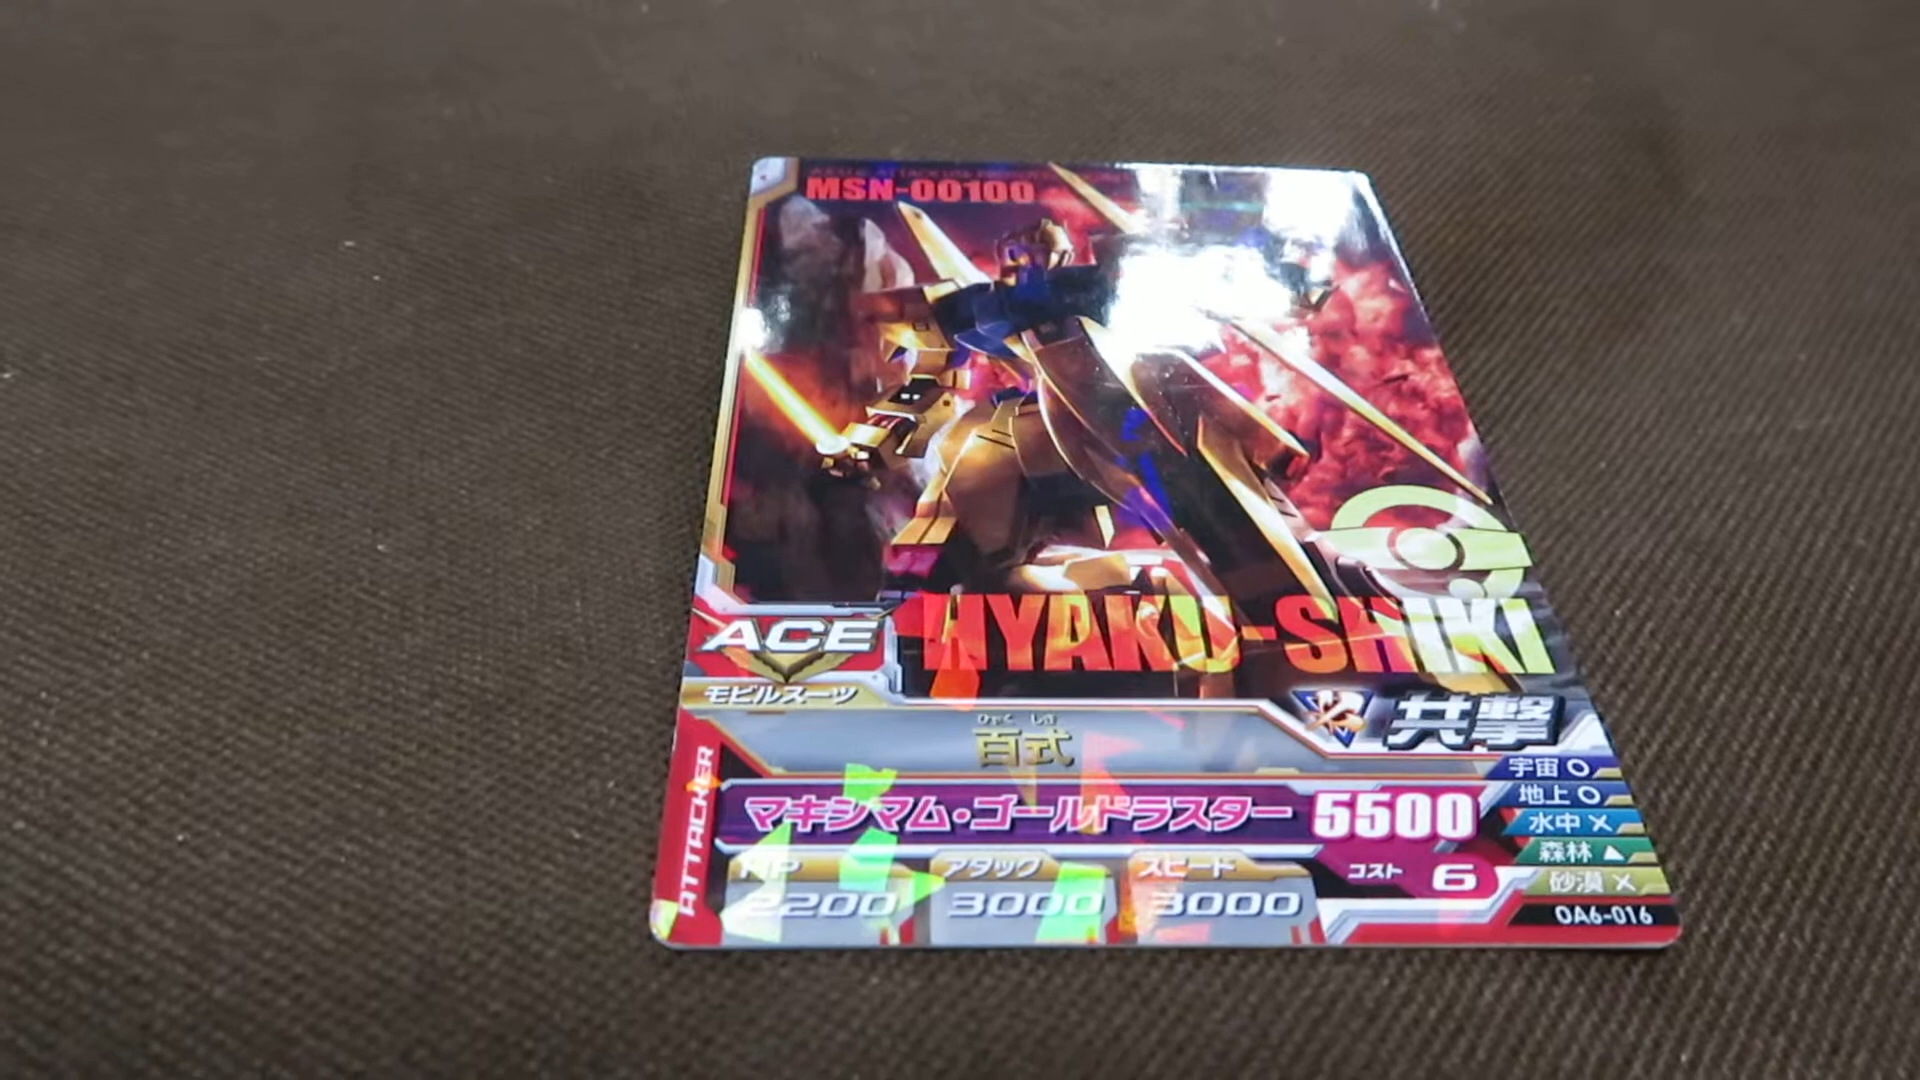 MSN-00100
HYAKU-SHIKI
ACE
モビルスーツ
共撃
ひゃく しき
百式
ATTACKER
マキシマム・ゴールドラスター 5500
宇宙 O
地上 O
水中 ×
森林 ▲
砂漠 ×
HP 2200
アタック 3000
スピード 3000
コスト 6
OA6-016